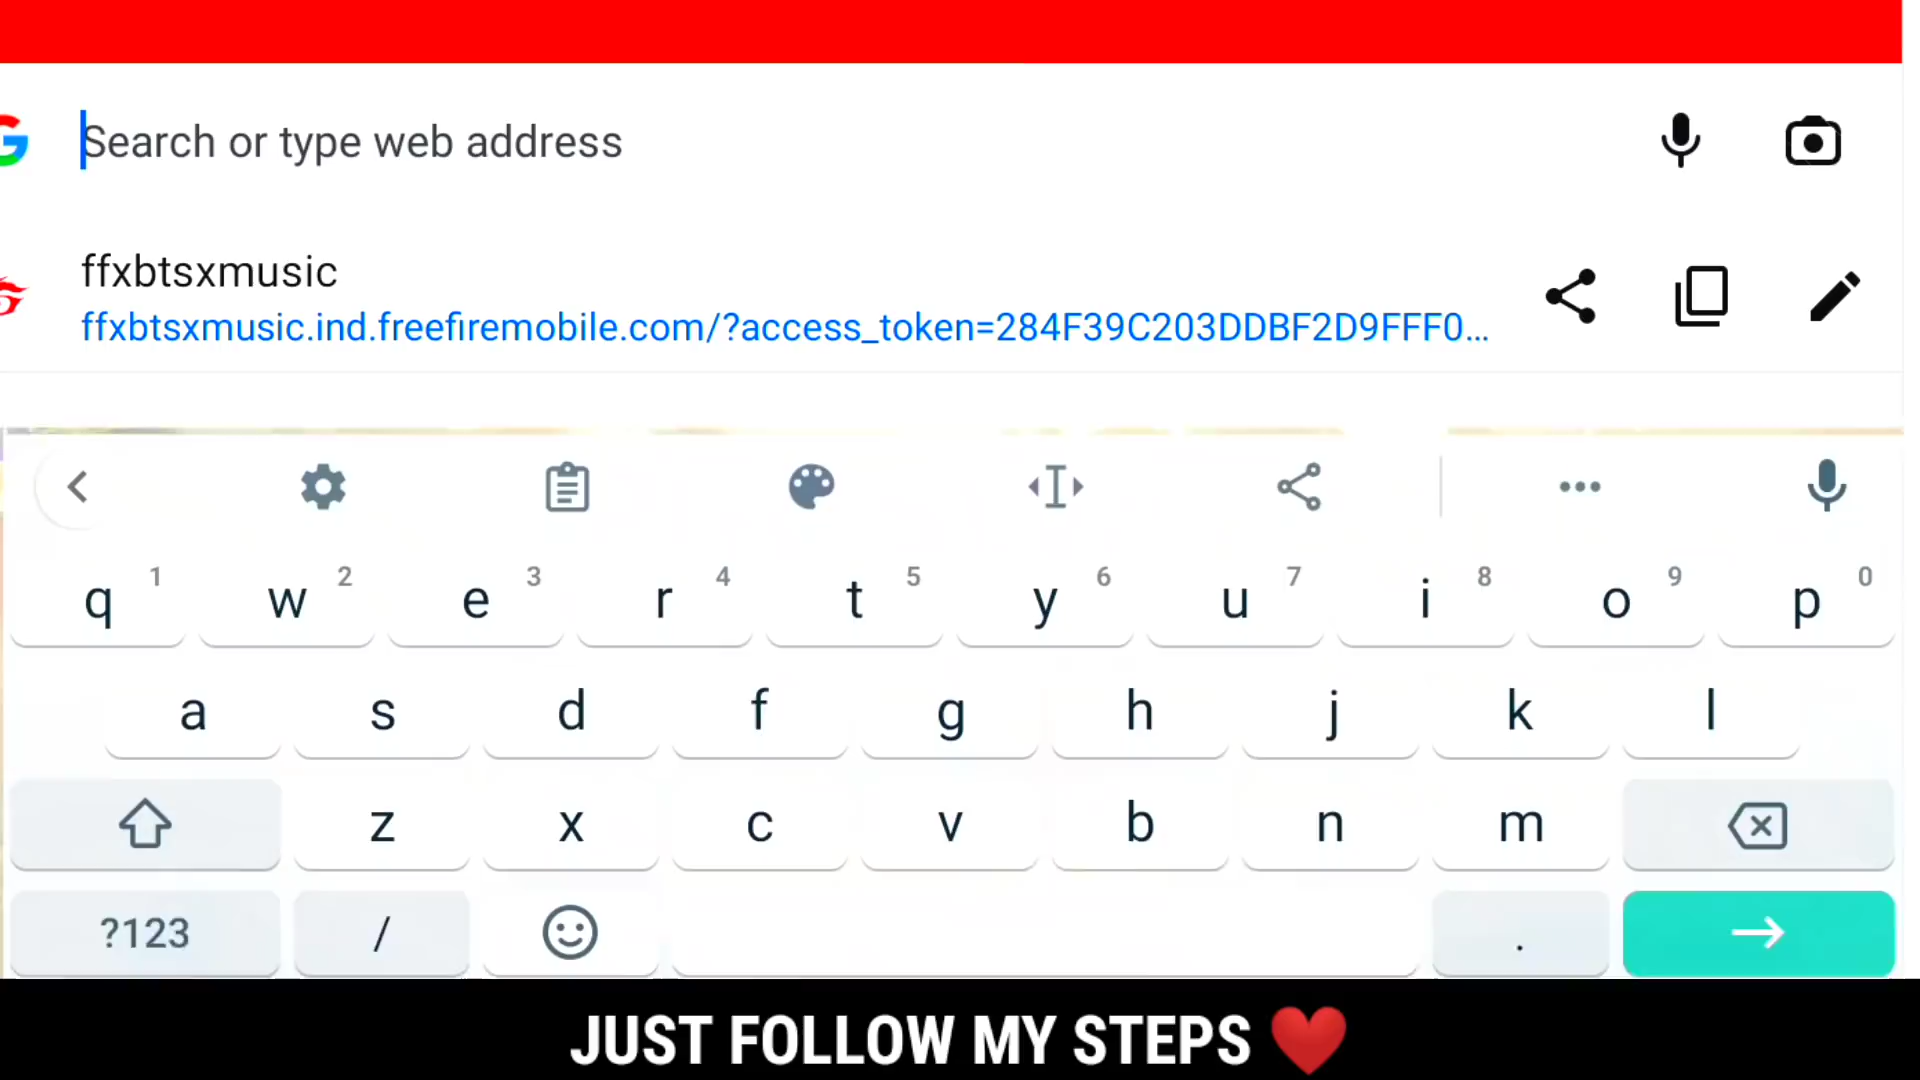 Search or type web address
ffxbtsxmusic
ffxbtsxmusic.ind.freefiremobile.com/?access_token=284F39C203DDBF2D9FFF0...
q 1 w 2 e 3 r 4 t 5 y 6 u 7 i 8 o 9 p 0
a s d f g h j k l
z x c v b n m
?123 / .
JUST FOLLOW MY STEPS ❤️